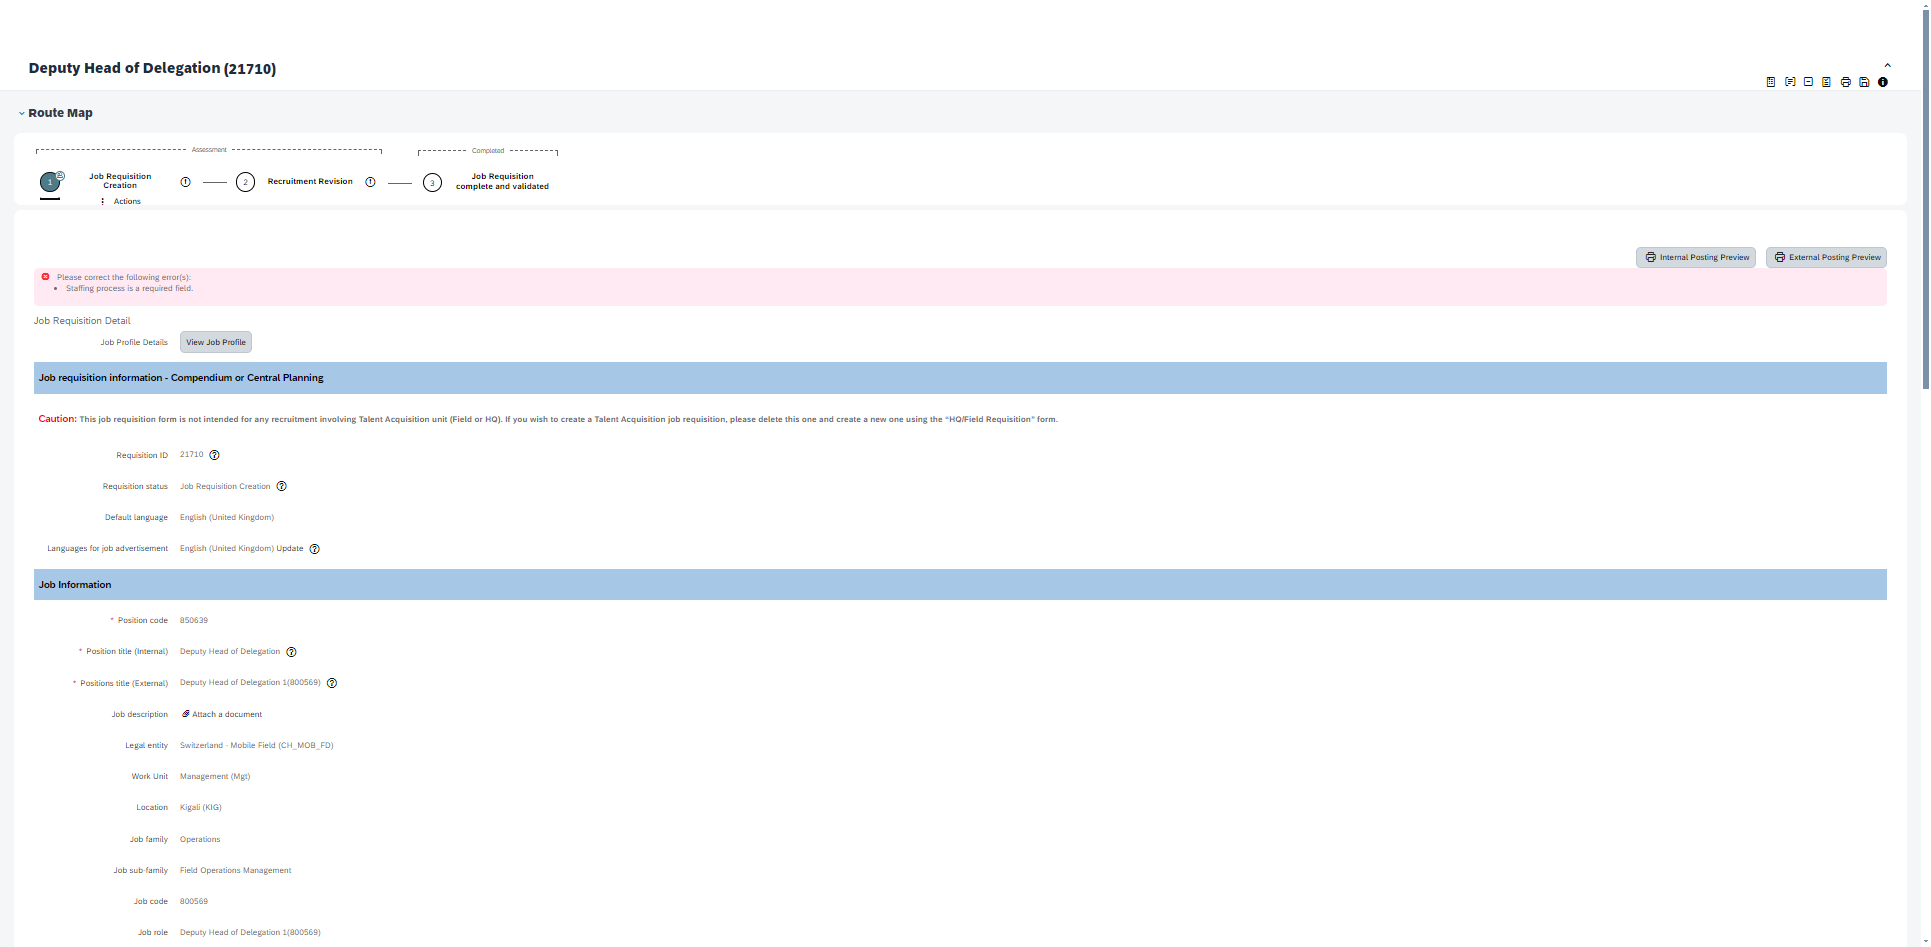 Deputy Head of Delegation (21710)
Route Map
Assessment
Completed
1
Job Requisition
Creation
2
Recruitment Revision
3
Job Requisition
complete and validated
Actions
Internal Posting Preview
External Posting Preview
Please correct the following error(s):
• Staffing process is a required field.
Job Requisition Detail
Job Profile Details View Job Profile
Job requisition information - Compendium or Central Planning
Caution: This job requisition form is not intended for any recruitment involving Talent Acquisition unit (Field or HQ). If you wish to create a Talent Acquisition job requisition, please delete this one and create a new one using the “HQ/Field Requisition” form.
Requisition ID 21710
Requisition status Job Requisition Creation
Default language English (United Kingdom)
Languages for job advertisement English (United Kingdom) Update
Job Information
* Position code 850639
* Position title (Internal) Deputy Head of Delegation
* Positions title (External) Deputy Head of Delegation 1(800569)
Job description Attach a document
Legal entity Switzerland - Mobile Field (CH_MOB_FD)
Work Unit Management (Mgt)
Location Kigali (KIG)
Job family Operations
Job sub-family Field Operations Management
Job code 800569
Job role Deputy Head of Delegation 1(800569)